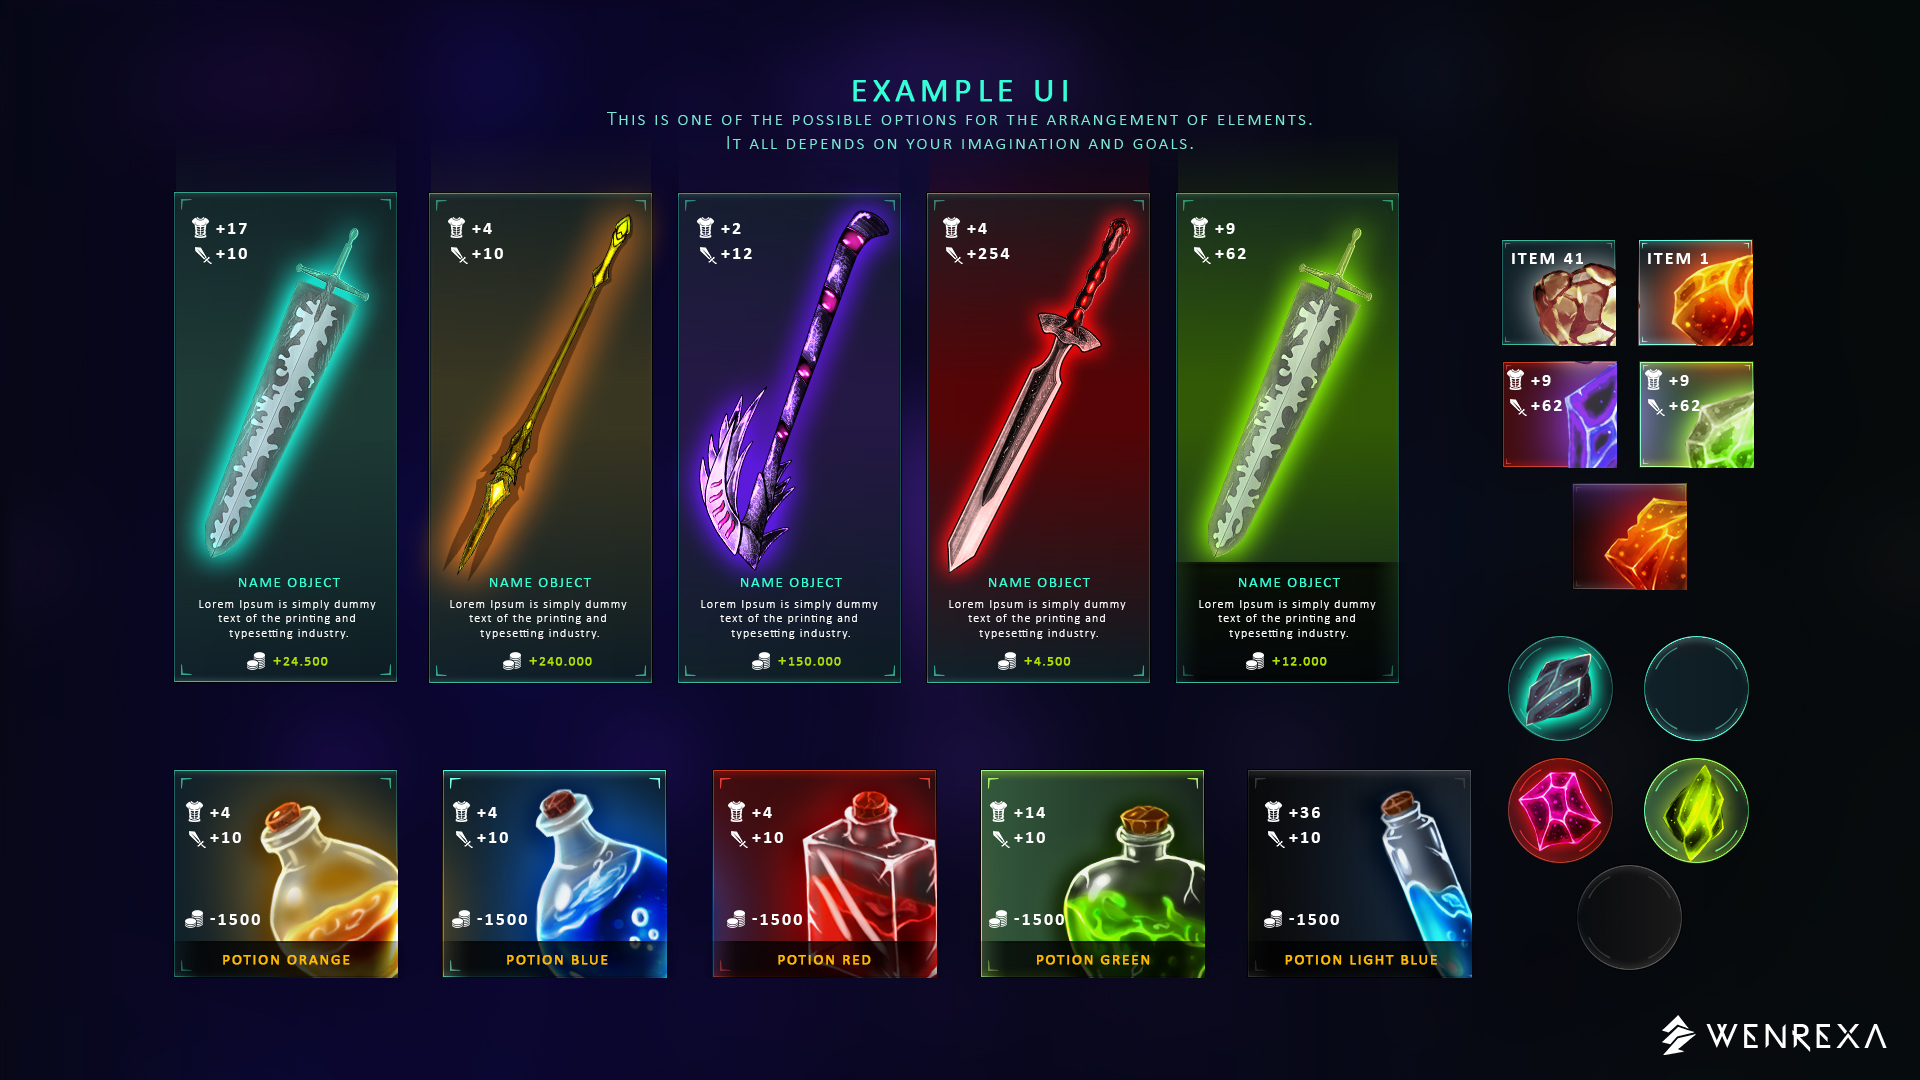 EXAMPLE UI
THIS IS ONE OF THE POSSIBLE OPTIONS FOR THE ARRANGEMENT OF ELEMENTS.
IT ALL DEPENDS ON YOUR IMAGINATION AND GOALS.
+17
+10
NAME OBJECT
Lorem Ipsum is simply dummy
text of the printing and
typesetting industry.
+24.500
+4
+10
NAME OBJECT
Lorem Ipsum is simply dummy
text of the printing and
typesetting industry.
+240.000
+2
+12
NAME OBJECT
Lorem Ipsum is simply dummy
text of the printing and
typesetting industry.
+150.000
+4
+254
NAME OBJECT
Lorem Ipsum is simply dummy
text of the printing and
typesetting industry.
+4.500
+9
+62
NAME OBJECT
Lorem Ipsum is simply dummy
text of the printing and
typesetting industry.
+12.000
ITEM 41
ITEM 1
+9
+62
+9
+62
+4
+10
-1500
POTION ORANGE
+4
+10
-1500
POTION BLUE
+4
+10
-1500
POTION RED
+14
+10
-1500
POTION GREEN
+36
+10
-1500
POTION LIGHT BLUE
WENREXA